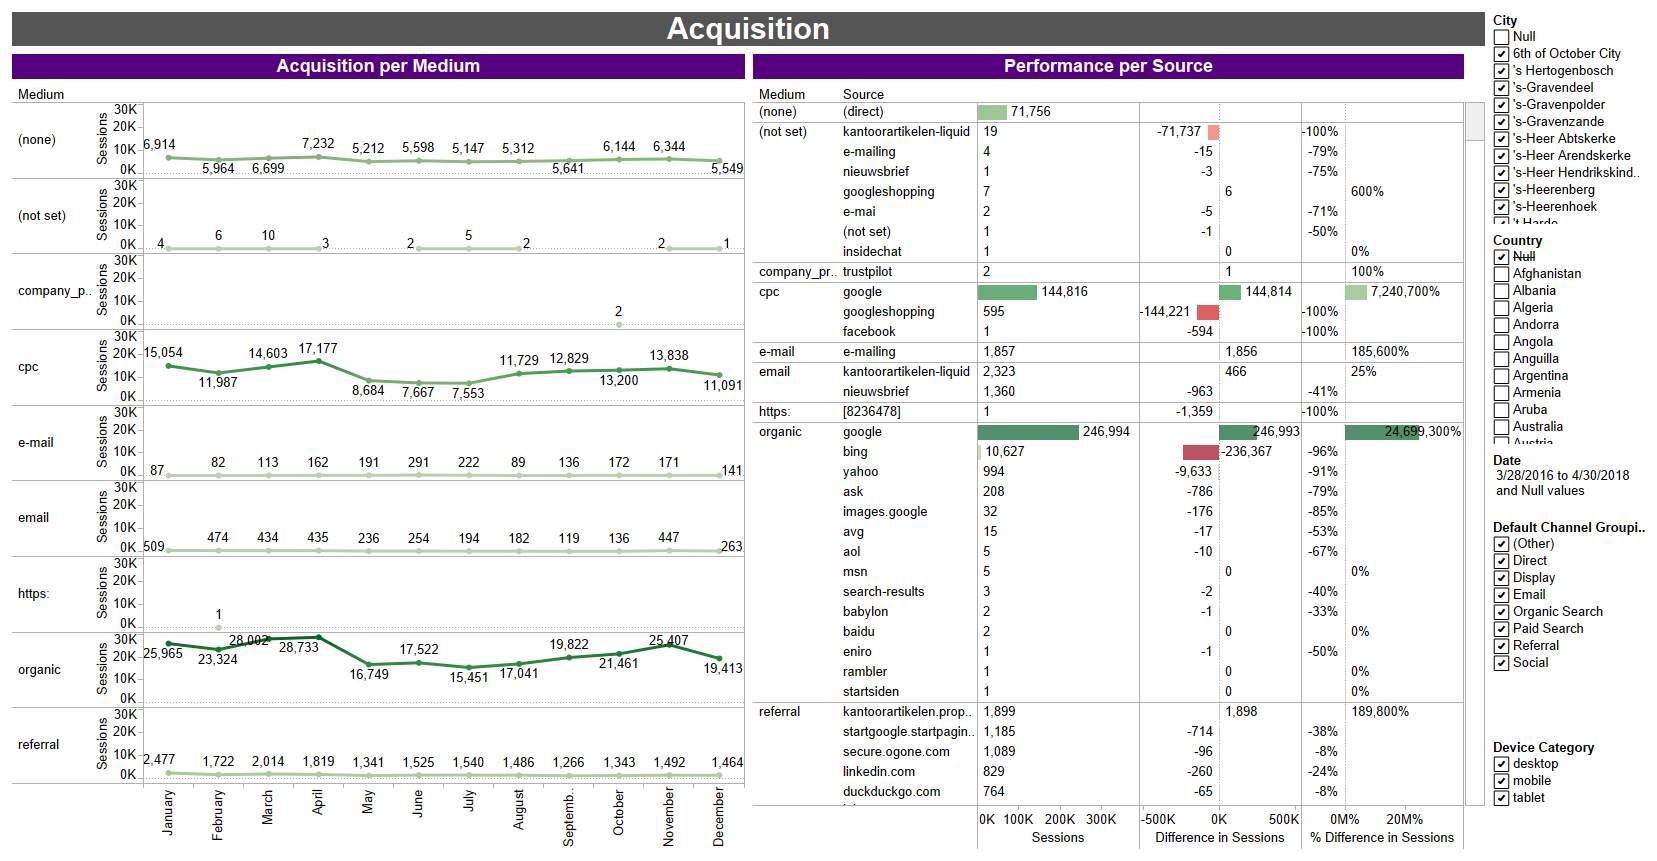 Acquisition
Acquisition per Medium
Medium
(none)
Sessions
30K
20K
10K
0K
6,914
5,964
6,699
7,232
5,212
5,598
5,147
5,312
5,641
6,144
6,344
5,549
(not set)
Sessions
30K
20K
10K
0K
4
6
10
3
2
5
2
2
1
company_p..
Sessions
30K
20K
10K
0K
2
cpc
Sessions
30K
20K
10K
0K
15,054
11,987
14,603
17,177
8,684
7,667
7,553
11,729
12,829
13,200
13,838
11,091
e-mail
Sessions
30K
20K
10K
0K
87
82
113
162
191
291
222
89
136
172
171
141
email
Sessions
30K
20K
10K
0K
509
474
434
435
236
254
194
182
119
136
447
263
https:
Sessions
30K
20K
10K
0K
1
organic
Sessions
30K
20K
10K
0K
25,965
23,324
28,002
28,733
16,749
17,522
15,451
17,041
19,822
21,461
25,407
19,413
referral
Sessions
30K
20K
10K
0K
2,477
1,722
2,014
1,819
1,341
1,525
1,540
1,486
1,266
1,343
1,492
1,464
January
February
March
April
May
June
July
August
Septemb..
October
November
December
Performance per Source
Medium Source
(none) (direct) 71,756
(not set) kantoorartikelen-liquid 19 -71,737 -100%
e-mailing 4 -15 -79%
nieuwsbrief 1 -3 -75%
googleshopping 7 6 600%
e-mai 2 -5 -71%
(not set) 1 -1 -50%
insidechat 1 0 0%
company_pr.. trustpilot 2 1 100%
cpc google 144,816 144,814 7,240,700%
googleshopping 595 -144,221 -100%
facebook 1 -594 -100%
e-mail e-mailing 1,857 1,856 185,600%
email kantoorartikelen-liquid 2,323 466 25%
nieuwsbrief 1,360 -963 -41%
https: [8236478] 1 -1,359 -100%
organic google 246,994 246,993 24,699,300%
bing 10,627 -236,367 -96%
yahoo 994 -9,633 -91%
ask 208 -786 -79%
images.google 32 -176 -85%
avg 15 -17 -53%
aol 5 -10 -67%
msn 5 0 0%
search-results 3 -2 -40%
babylon 2 -1 -33%
baidu 2 0 0%
eniro 1 -1 -50%
rambler 1 0 0%
startsiden 1 0 0%
referral kantoorartikelen.prop.. 1,899 1,898 189,800%
startgoogle.startpagin.. 1,185 -714 -38%
secure.ogone.com 1,089 -96 -8%
linkedin.com 829 -260 -24%
duckduckgo.com 764 -65 -8%
0K 100K 200K 300K
-500K 0K 500K
0M% 20M%
Sessions
Difference in Sessions
% Difference in Sessions
City
Null
6th of October City
's Hertogenbosch
's-Gravendeel
's-Gravenpolder
's-Gravenzande
's-Heer Abtskerke
's-Heer Arendskerke
's-Heer Hendrikskind..
's-Heerenberg
's-Heerenhoek
't Harde
Country
Null
Afghanistan
Albania
Algeria
Andorra
Angola
Anguilla
Argentina
Armenia
Aruba
Australia
Austria
Date
3/28/2016 to 4/30/2018
and Null values
Default Channel Groupi..
(Other)
Direct
Display
Email
Organic Search
Paid Search
Referral
Social
Device Category
desktop
mobile
tablet